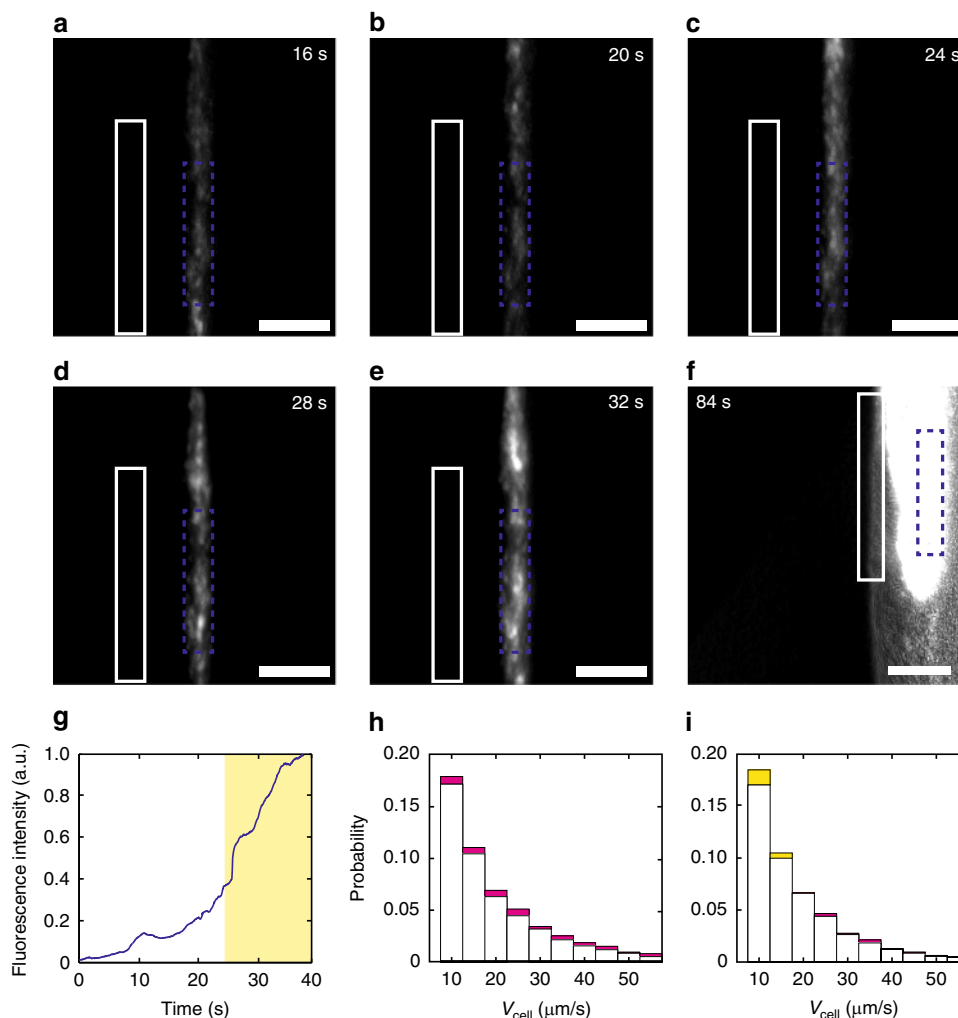 a
b
c
16 s
20 s
24 s
d
e
f
28 s
32 s
84 s
g
h
i
Fluorescence intensity (a.u.)
1.0
0.8
0.6
0.4
0.2
0
0
10
20
30
40
Time (s)
Probability
0.20
0.15
0.10
0.05
0
10
20
30
40
50
Vcell (μm/s)
0.20
0.15
0.10
0.05
0
10
20
30
40
50
Vcell (μm/s)